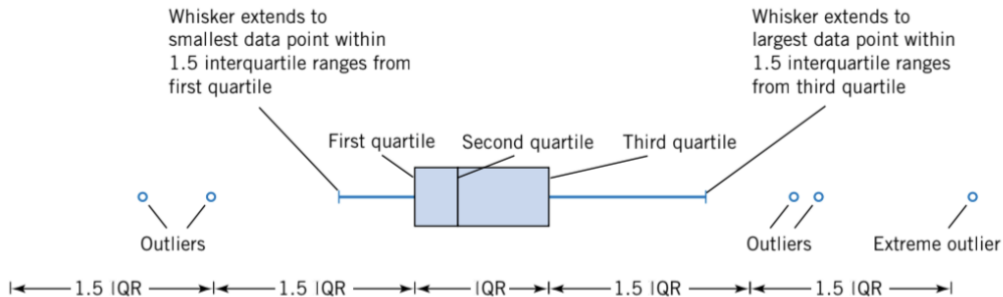 Whisker extends to
smallest data point within
1.5 interquartile ranges from
first quartile
Whisker extends to
largest data point within
1.5 interquartile ranges
from third quartile
First quartile
Second quartile
Third quartile
Outliers
Outliers
Extreme outlier
1.5 IQR
1.5 IQR
IQR
1.5 IQR
1.5 IQR